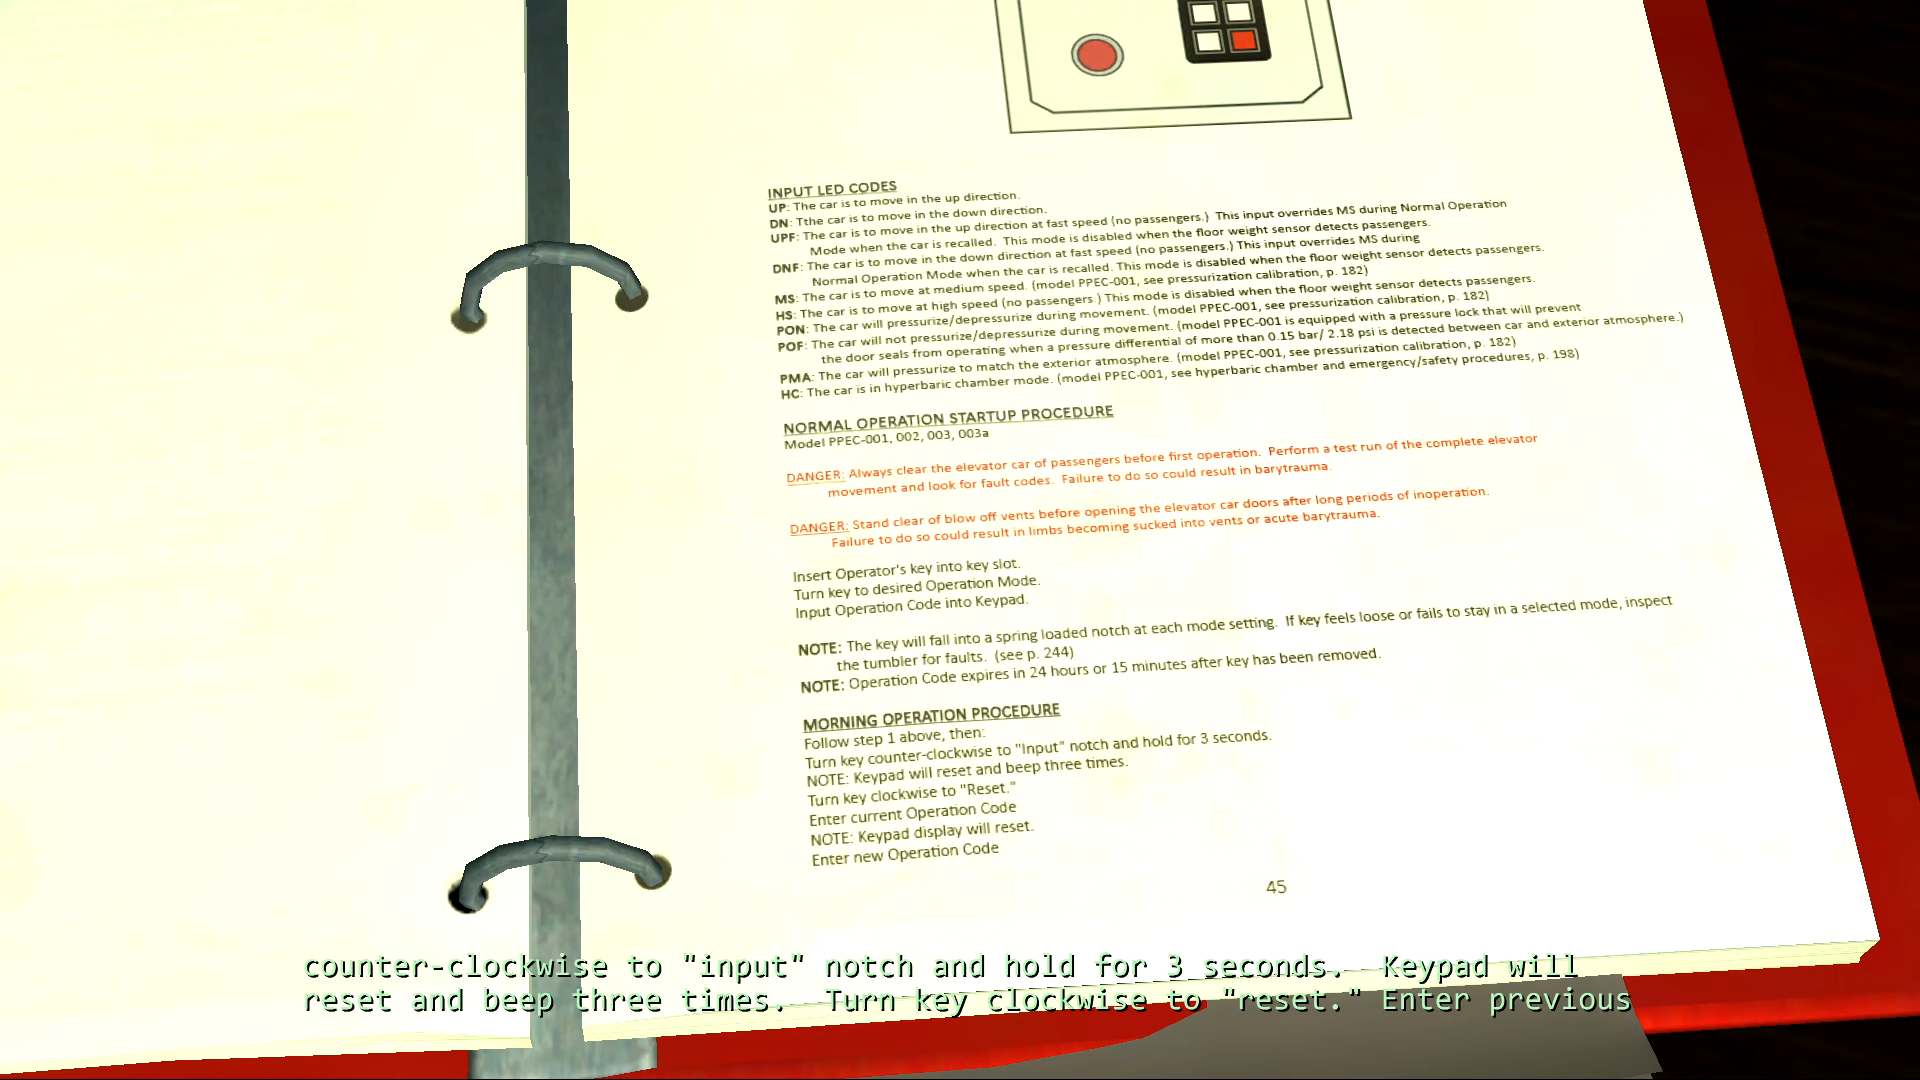 INPUT LED CODES
UP: The car is to move in the up direction.
DN: Tthe car is to move in the down direction.
UPF: The car is to move in the up direction at fast speed (no passengers.)  This input overrides MS during Normal Operation
Mode when the car is recalled.  This mode is disabled when the floor weight sensor detects passengers.
DNF: The car is to move in the down direction at fast speed (no passengers.) This input overrides MS during
Normal Operation Mode when the car is recalled. This mode is disabled when the floor weight sensor detects passengers.
MS: The car is to move at medium speed. (model PPEC-001, see pressurization calibration, p. 182)
HS: The car is to move at high speed (no passengers.) This mode is disabled when the floor weight sensor detects passengers.
PON: The car will pressurize/depressurize during movement. (model PPEC-001, see pressurization calibration, p. 182)
POF: The car will not pressurize/depressurize during movement. (model PPEC-001 is equipped with a pressure lock that will prevent
the door seals from operating when a pressure differential of more than 0.15 bar/ 2.18 psi is detected between car and exterior atmosphere.)
PMA: The car will pressurize to match the exterior atmosphere. (model PPEC-001, see pressurization calibration, p. 182)
HC: The car is in hyperbaric chamber mode. (model PPEC-001, see hyperbaric chamber and emergency/safety procedures, p. 198)
NORMAL OPERATION STARTUP PROCEDURE
Model PPEC-001, 002, 003, 003a
DANGER: Always clear the elevator car of passengers before first operation.  Perform a test run of the complete elevator
movement and look for fault codes.  Failure to do so could result in barytrauma.
DANGER: Stand clear of blow off vents before opening the elevator car doors after long periods of inoperation.
Failure to do so could result in limbs becoming sucked into vents or acute barytrauma.
Insert Operator's key into key slot.
Turn key to desired Operation Mode.
Input Operation Code into Keypad.
NOTE: The key will fall into a spring loaded notch at each mode setting.  If key feels loose or fails to stay in a selected mode, inspect
the tumbler for faults.  (see p. 244)
NOTE: Operation Code expires in 24 hours or 15 minutes after key has been removed.
MORNING OPERATION PROCEDURE
Follow step 1 above, then:
Turn key counter-clockwise to "Input" notch and hold for 3 seconds.
NOTE: Keypad will reset and beep three times.
Turn key clockwise to "Reset."
Enter current Operation Code
NOTE: Keypad display will reset.
Enter new Operation Code
45
counter-clockwise to "input" notch and hold for 3 seconds.  Keypad will
reset and beep three times.  Turn key clockwise to "reset." Enter previous